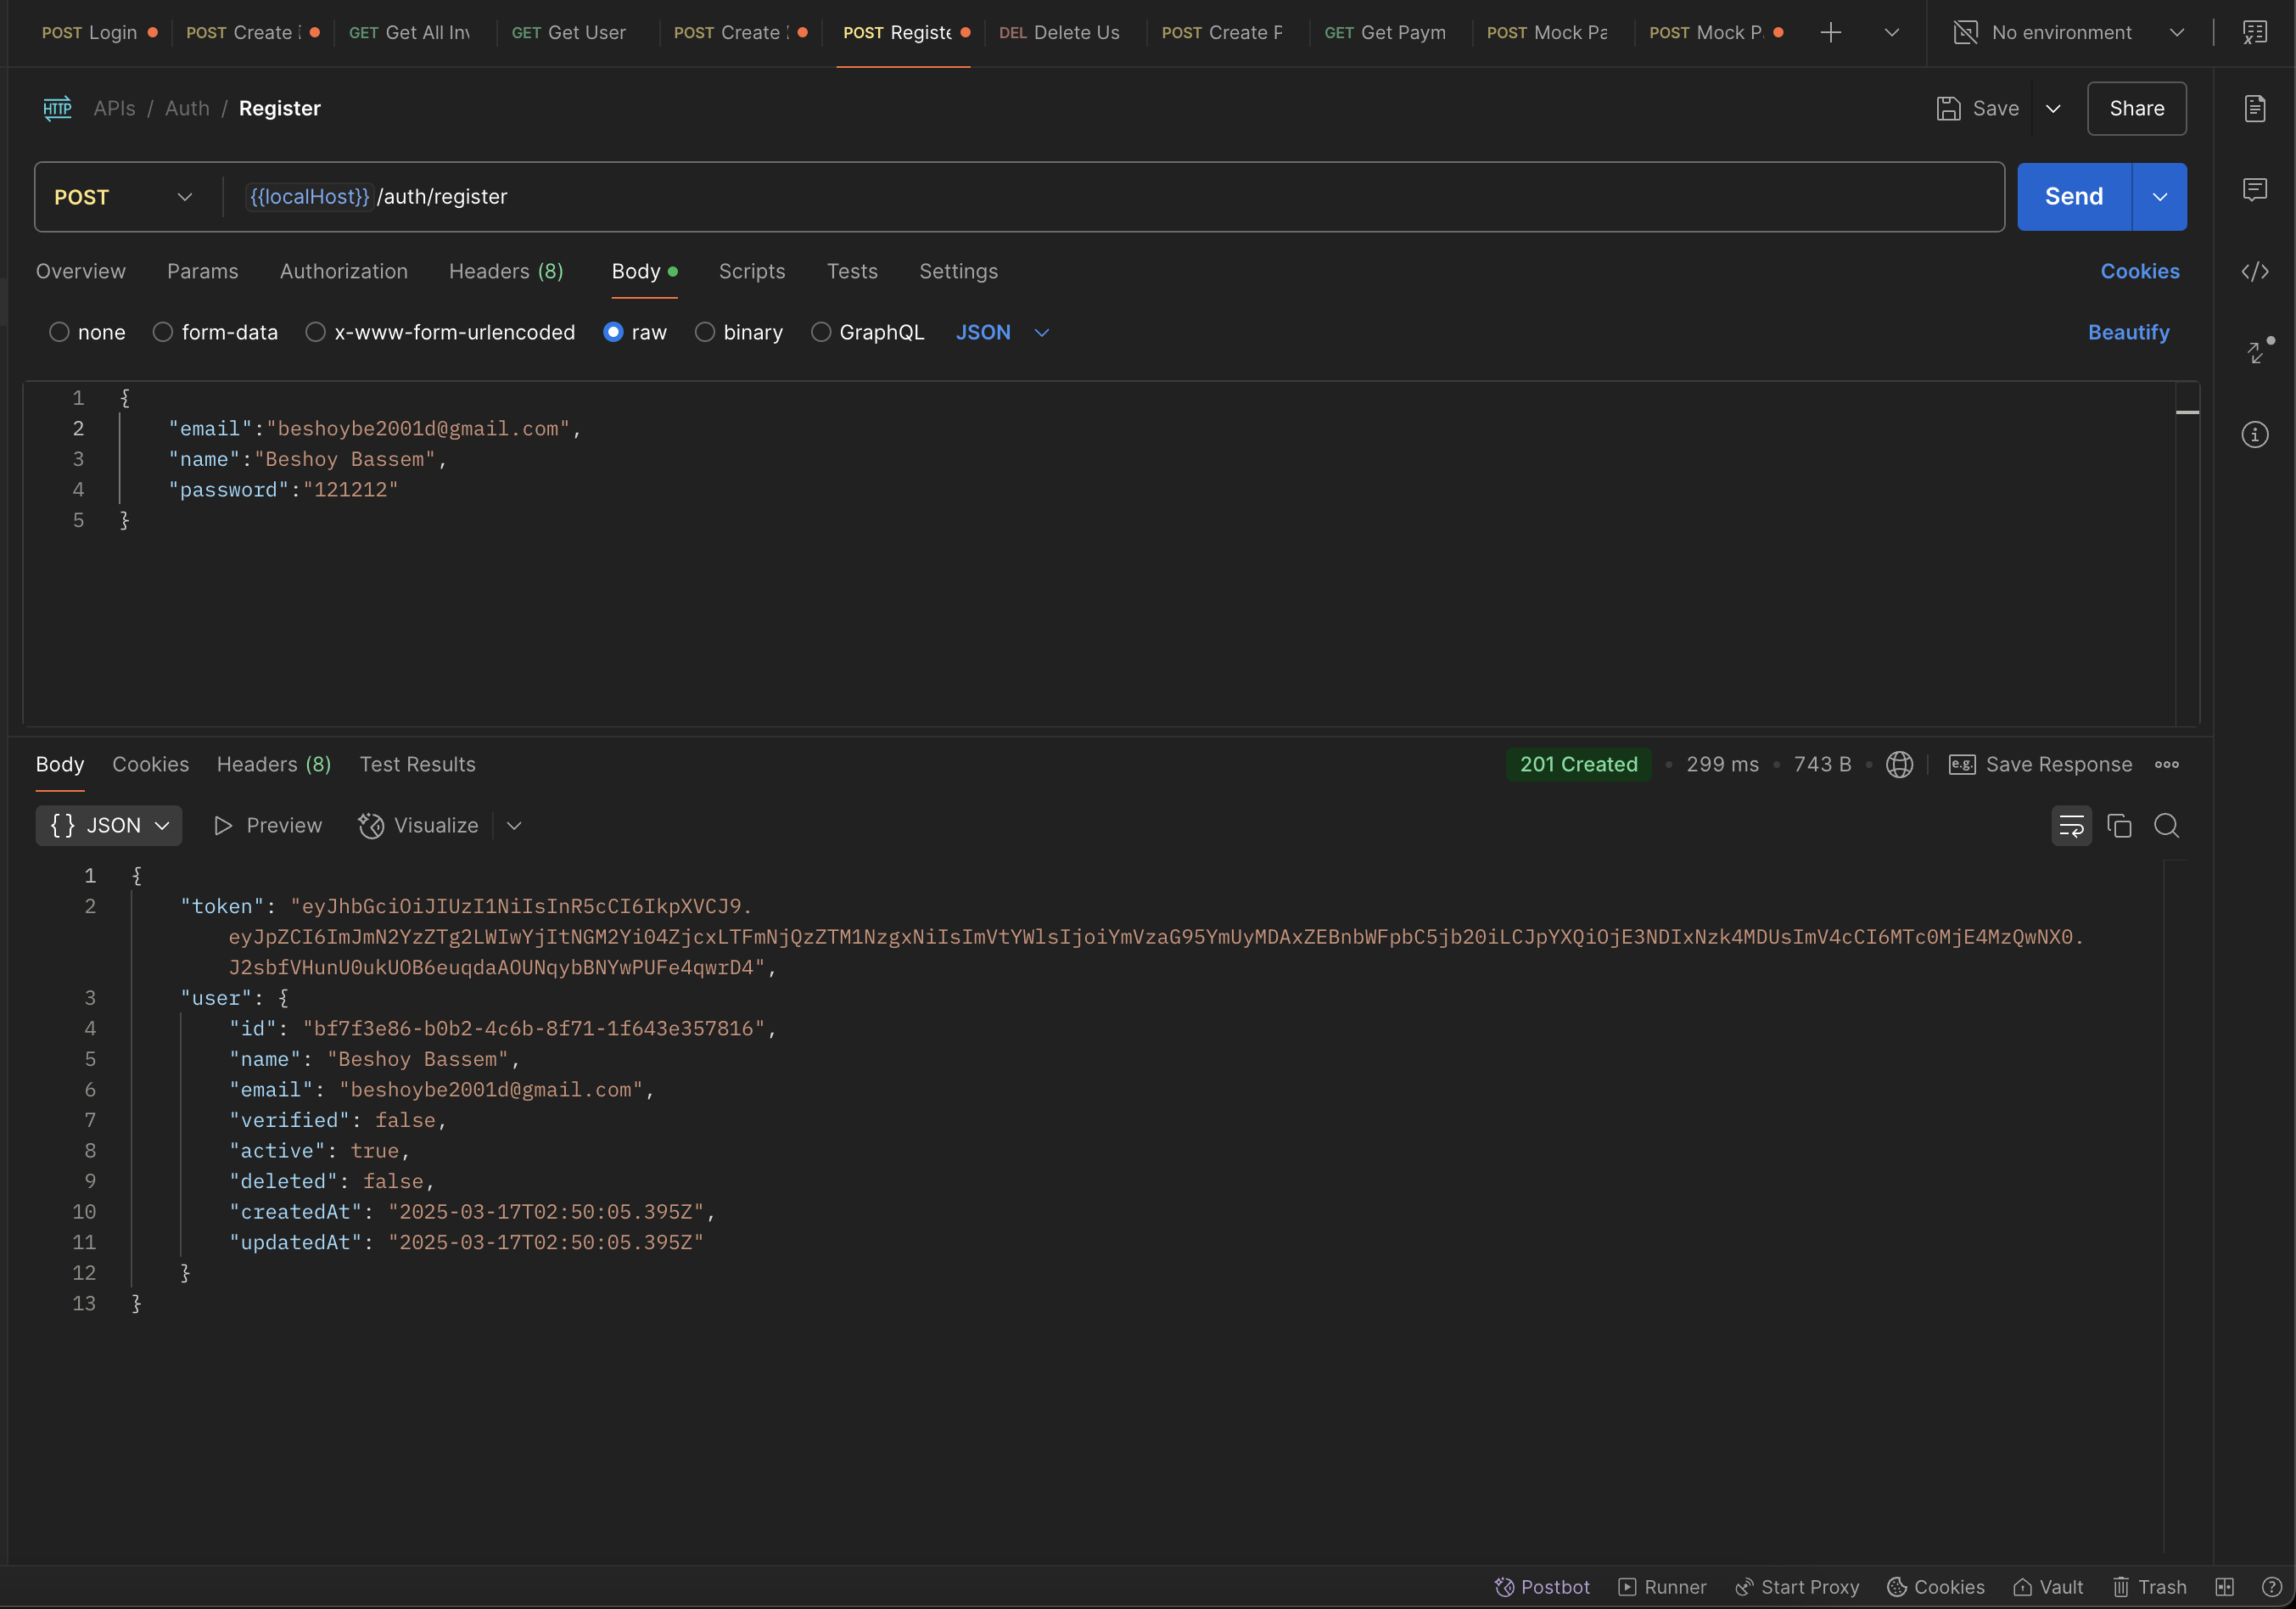 POST Login POST Create GET Get All Inv GET Get User POST Create POST Registe DEL Delete Us POST Create F GET Get Paym POST Mock Pa POST Mock P No environment
HTTP APIs / Auth / Register Save Share
POST {{localHost}}/auth/register Send
Overview Params Authorization Headers (8) Body Scripts Tests Settings Cookies
none form-data x-www-form-urlencoded raw binary GraphQL JSON Beautify
1 {
2 "email":"beshoybe2001d@gmail.com",
3 "name":"Beshoy Bassem",
4 "password":"121212"
5 }
Body Cookies Headers (8) Test Results 201 Created • 299 ms • 743 B • e.g. Save Response
{} JSON Preview Visualize
1 {
2 "token": "eyJhbGciOiJIUzI1NiIsInR5cCI6IkpXVCJ9.
eyJpZCI6ImJmN2YzZTg2LWIwYjItNGM2Yi04ZjcxLTFmNjQzZTM1NzgxNiIsImVtYWlsIjoiYmVzaG95YmUyMDAxZEBnbWFpbC5jb20iLCJpYXQiOjE3NDIxNzk4MDUsImV4cCI6MTc0MjE4MzQwNX0.
J2sbfVHunU0ukUOB6euqdaAOUNqybBNYwPUFe4qwrD4",
3 "user": {
4 "id": "bf7f3e86-b0b2-4c6b-8f71-1f643e357816",
5 "name": "Beshoy Bassem",
6 "email": "beshoybe2001d@gmail.com",
7 "verified": false,
8 "active": true,
9 "deleted": false,
10 "createdAt": "2025-03-17T02:50:05.395Z",
11 "updatedAt": "2025-03-17T02:50:05.395Z"
12 }
13 }
Postbot Runner Start Proxy Cookies Vault Trash